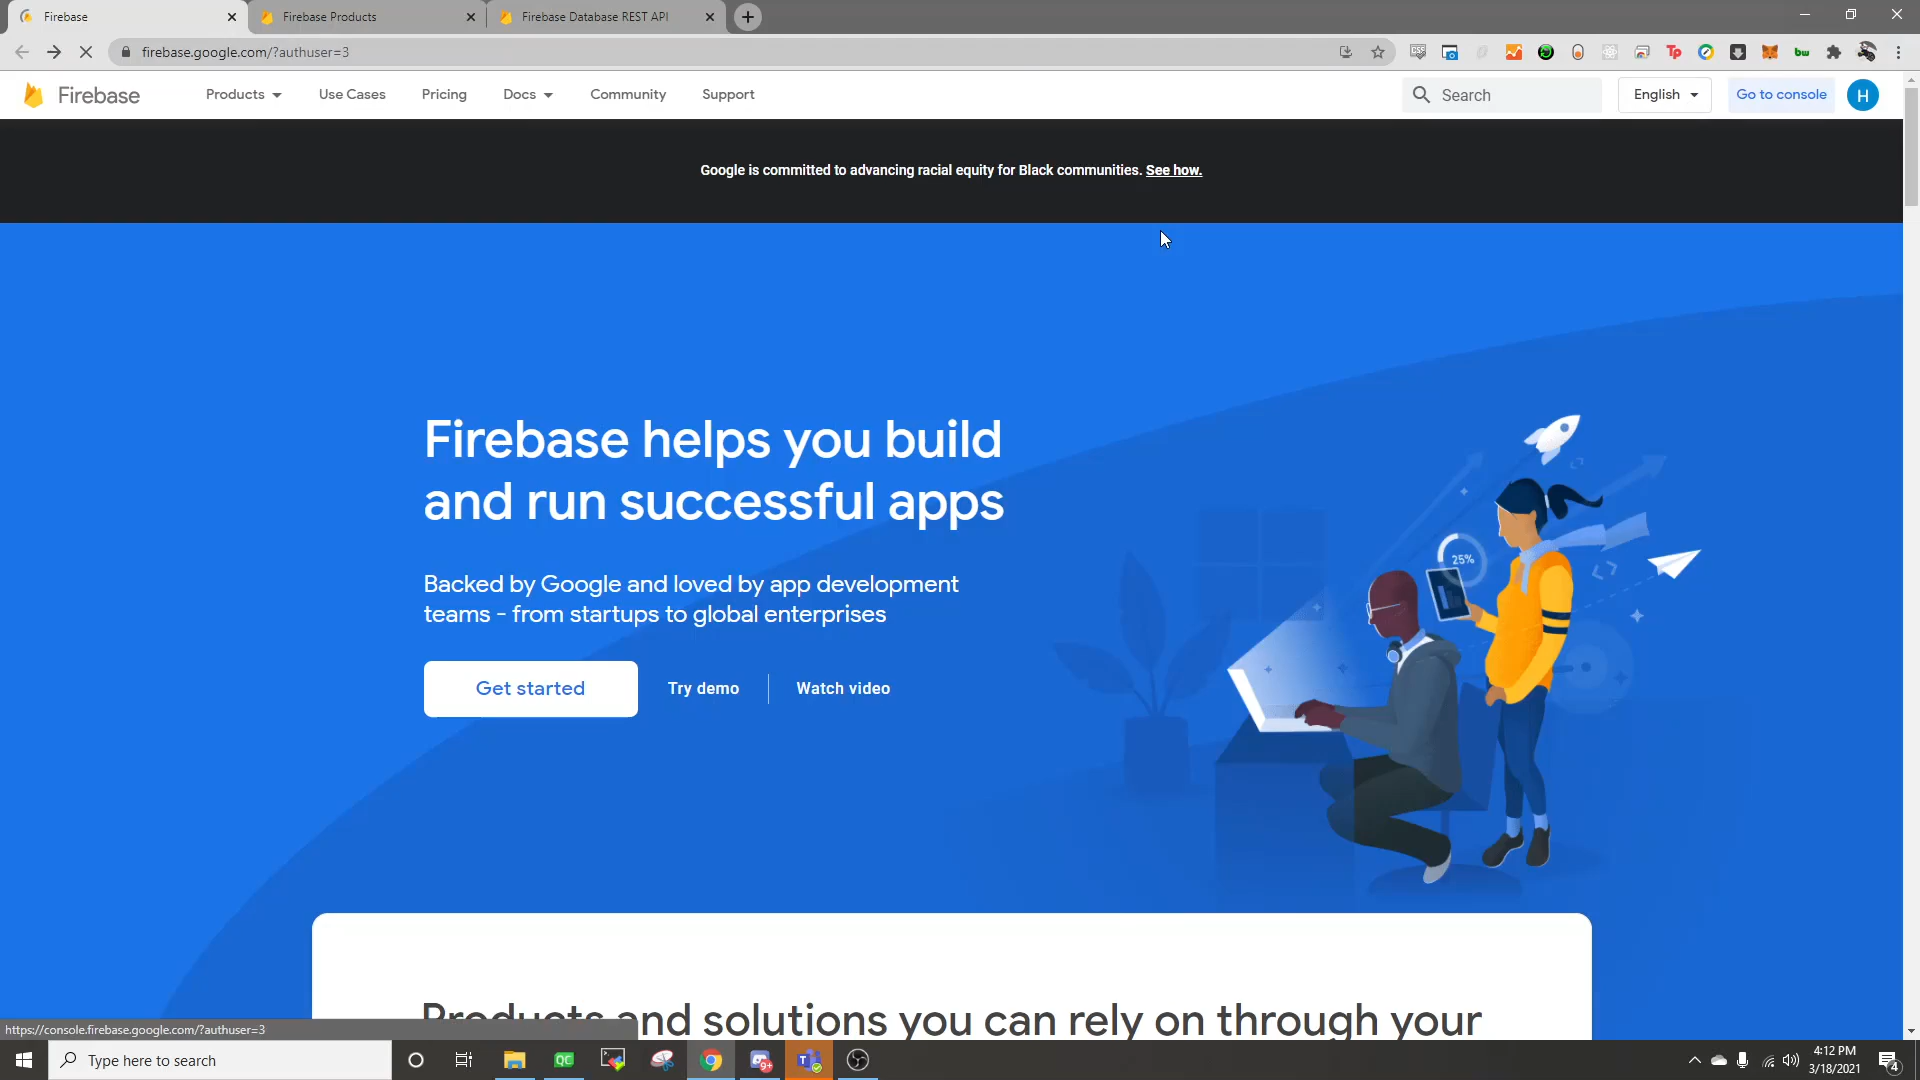 Firebase
Firebase Products
Firebase Database REST API
firebase.google.com/?authuser=3
Firebase
Products
Use Cases
Pricing
Docs
Community
Support
Search
English
Go to console
H
Google is committed to advancing racial equity for Black communities. See how.
Firebase helps you build
and run successful apps
Backed by Google and loved by app development
teams - from startups to global enterprises
Get started
Try demo
Watch video
25%
Products and solutions you can rely on through your
https://console.firebase.google.com/?authuser=3
Type here to search
4:12 PM
3/18/2021